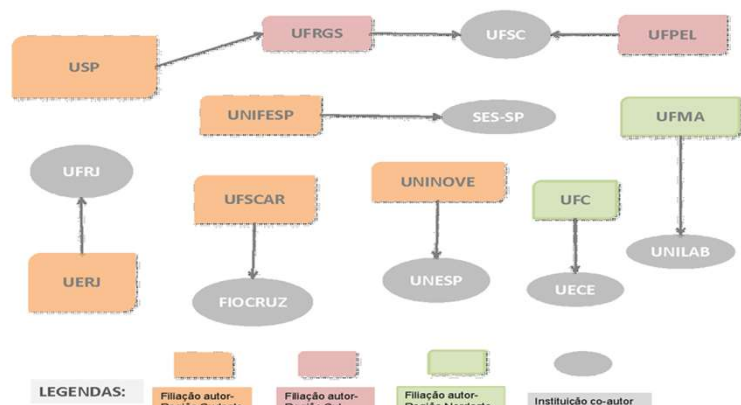 USP
UFRGS
UFSC
UFPEL
UNIFESP
SES-SP
UFMA
UFRJ
UFSCAR
UNINOVE
UFC
UERJ
FIOCRUZ
UNESP
UECE
UNILAB
LEGENDAS:
Filiação autor-
Filiação autor-
Filiação autor-
Instituição co-autor